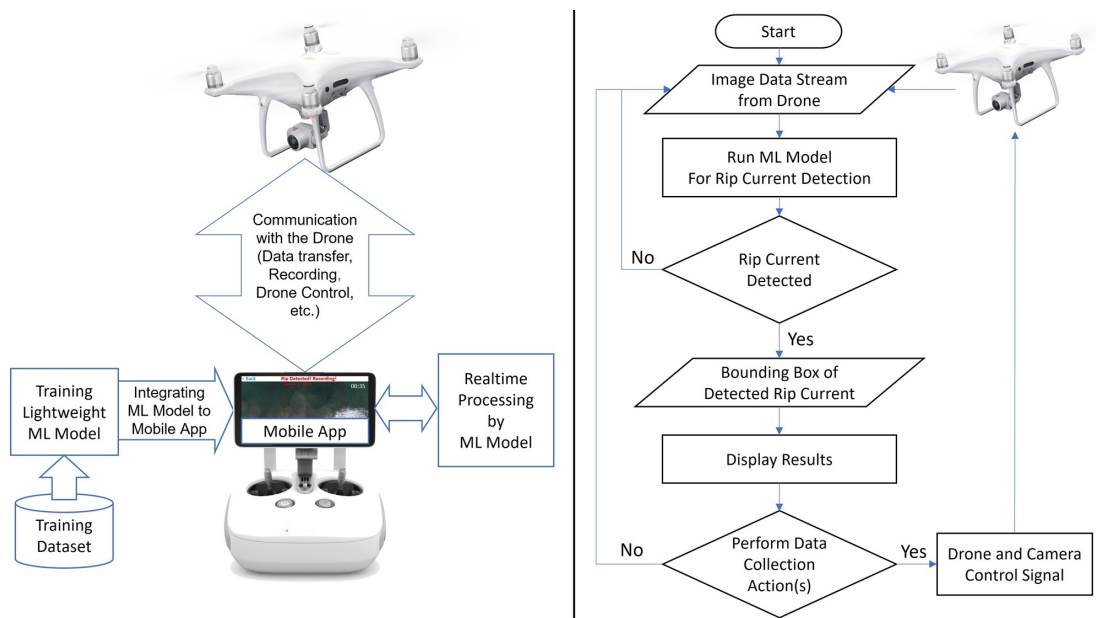 Communication
with the Drone
(Data transfer,
Recording,
Drone Control,
etc.)
Training
Lightweight
ML Model
Integrating
ML Model to
Mobile App
Back
Rip Detected! Recording!
00:35
Mobile App
Realtime
Processing
by
ML Model
Training
Dataset
Start
Image Data Stream
from Drone
Run ML Model
For Rip Current Detection
Rip Current
Detected
No
Yes
Bounding Box of
Detected Rip Current
Display Results
Perform Data
Collection
Action(s)
No
Yes
Drone and Camera
Control Signal